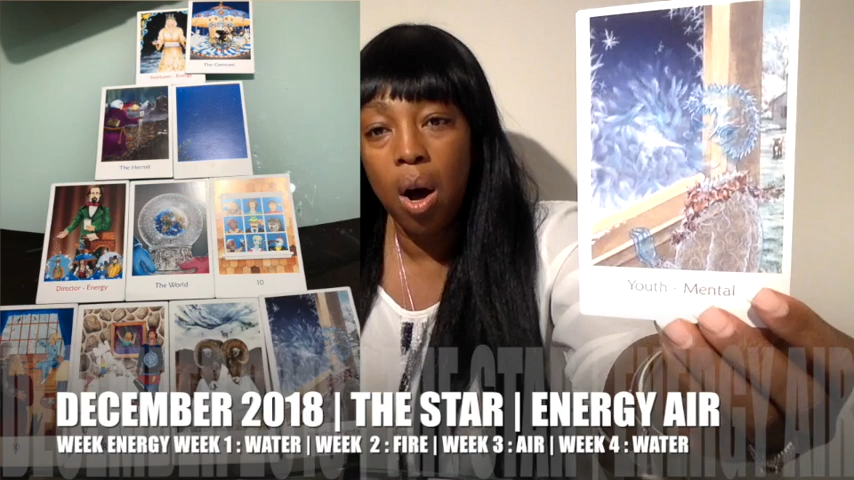 The Carousel
The Hermit
Director - Energy
The World
10
Youth - Mental
DECEMBER 2018 | THE STAR | ENERGY AIR
WEEK ENERGY WEEK 1 : WATER | WEEK 2 : FIRE | WEEK 3 : AIR | WEEK 4 : WATER